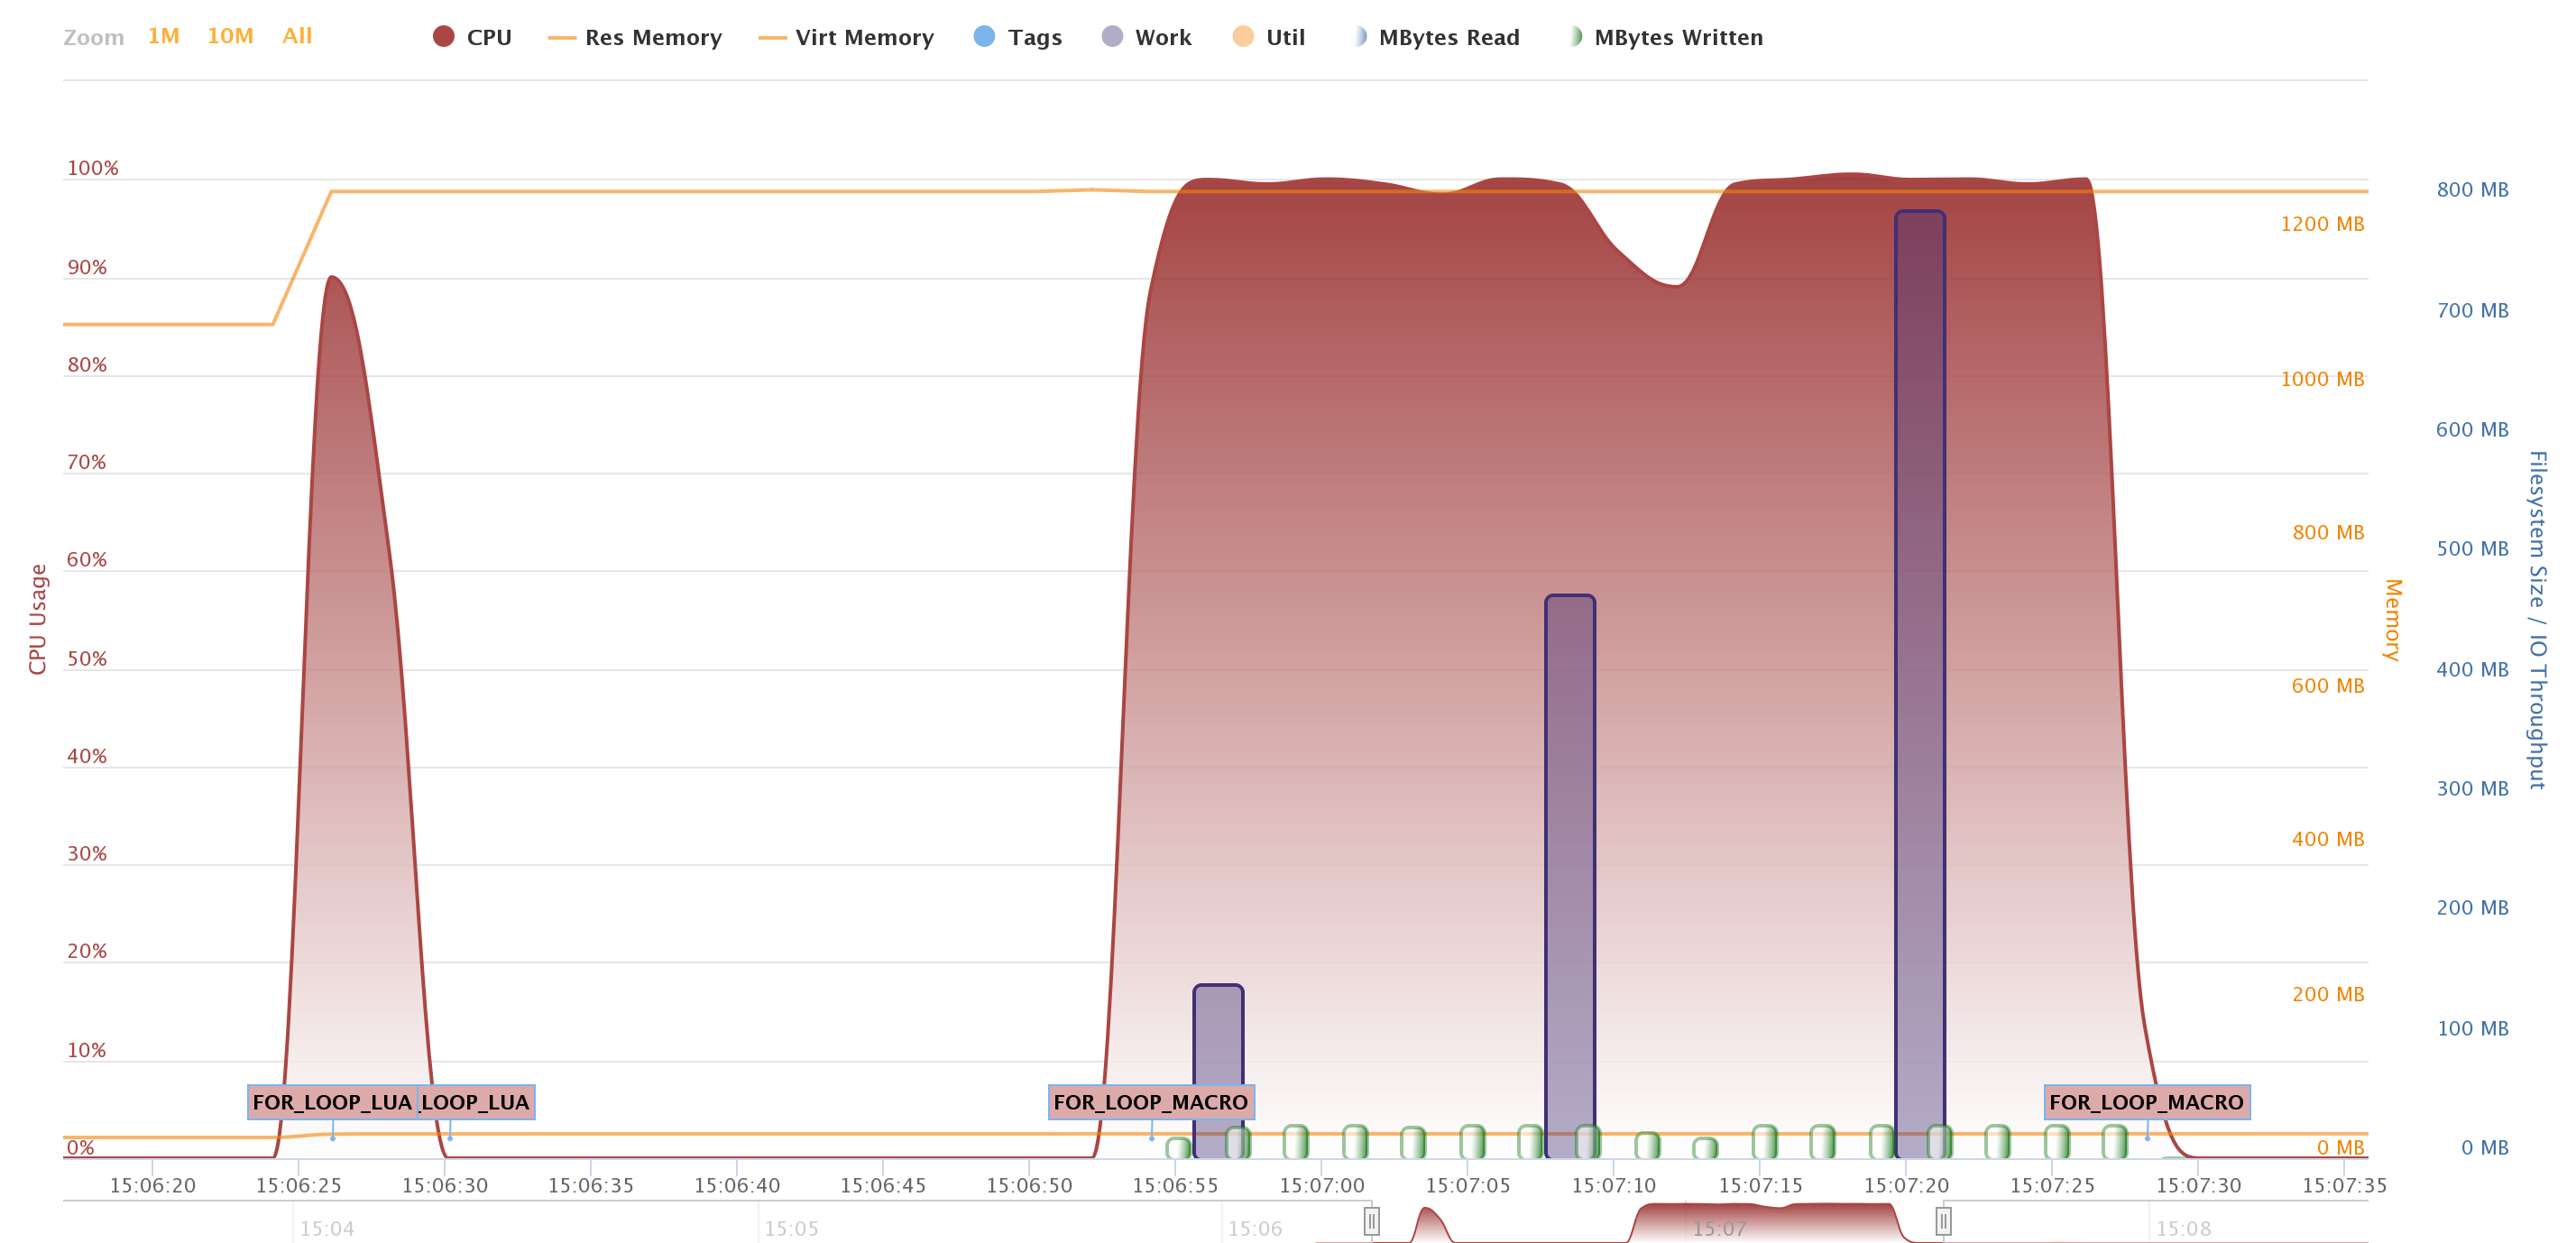 Zoom 1M 10M All CPU Res Memory Virt Memory Tags Work Util MBytes Read MBytes Written
CPU Usage
100%
90%
80%
70%
60%
50%
40%
30%
20%
10%
0%
FOR_LOOP_LUA
_LOOP_LUA
FOR_LOOP_MACRO
FOR_LOOP_MACRO
1200 MB
1000 MB
800 MB
600 MB
400 MB
200 MB
0 MB
Memory
800 MB
700 MB
600 MB
500 MB
400 MB
300 MB
200 MB
100 MB
0 MB
Filesystem Size / IO Throughput
15:06:20 15:06:25 15:06:30 15:06:35 15:06:40 15:06:45 15:06:50 15:06:55 15:07:00 15:07:05 15:07:10 15:07:15 15:07:20 15:07:25 15:07:30 15:07:35
15:04 15:05 15:06 15:07 15:08